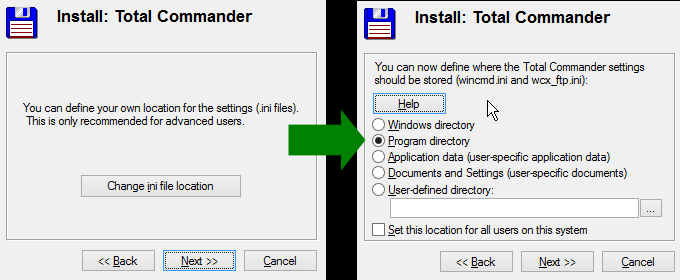 Install: Total Commander
You can define your own location for the settings (.ini files).
This is only recommended for advanced users.
Change ini file location
<< Back
Next >>
Cancel
Install: Total Commander
You can now define where the Total Commander settings
should be stored (wincmd.ini and wcx_ftp.ini):
Help
Windows directory
Program directory
Application data (user-specific application data)
Documents and Settings (user-specific documents)
User-defined directory:
...
Set this location for all users on this system
<< Back
Next >>
Cancel